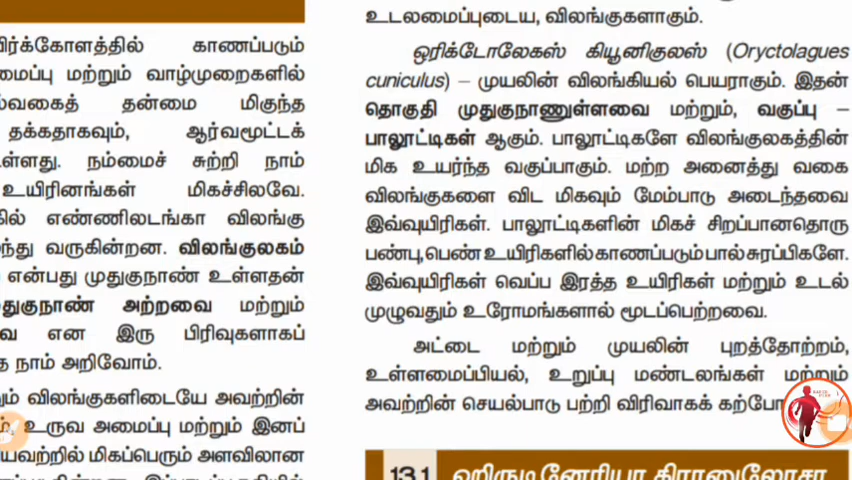 காணப்படும்
மற்றும் வாழ்முறைகளில்
தன்மை மிகுந்த
தக்கதாகவும், ஆர்வமூட்டக்
நம்மைச் சுற்றி நாம்
உயிரினங்கள் மிகச்சிலவே.
எண்ணிலடங்கா விலங்கு
வருகின்றன. விலங்குலகம்
என்பது முதுகுநாண் உள்ளதன்
அற்றவை மற்றும்
என இரு பிரிவுகளாகப்
நாம் அறிவோம்.
விலங்குகளிடையே அவற்றின்
உருவ அமைப்பு மற்றும் இனப்
மிகப்பெரும் அளவிலான
உடலமைப்புடைய, விலங்குகளாகும்.
ஒரிக்டோலேகஸ் கியூனிகுலஸ் (Oryctolagues
cuniculus) – முயலின் விலங்கியல் பெயராகும். இதன்
தொகுதி முதுகுநாணுள்ளவை மற்றும், வகுப்பு –
பாலூட்டிகள் ஆகும். பாலூட்டிகளே விலங்குலகத்தின்
மிக உயர்ந்த வகுப்பாகும். மற்ற அனைத்து வகை
விலங்குகளை விட மிகவும் மேம்பாடு அடைந்தவை
இவ்வுயிரிகள். பாலூட்டிகளின் மிகச் சிறப்பானதொரு
பண்பு, பெண் உயிரிகளில் காணப்படும் பால் சுரப்பிகளே.
இவ்வுயிரிகள் வெப்ப இரத்த உயிரிகள் மற்றும் உடல்
முழுவதும் உரோமங்களால் மூடப்பெற்றவை.
அட்டை மற்றும் முயலின் புறத்தோற்றம்,
உள்ளமைப்பியல், உறுப்பு மண்டலங்கள் மற்றும்
அவற்றின் செயல்பாடு பற்றி விரிவாகக்
13.1 ஹிருடினேரியா கிரானுலோசா